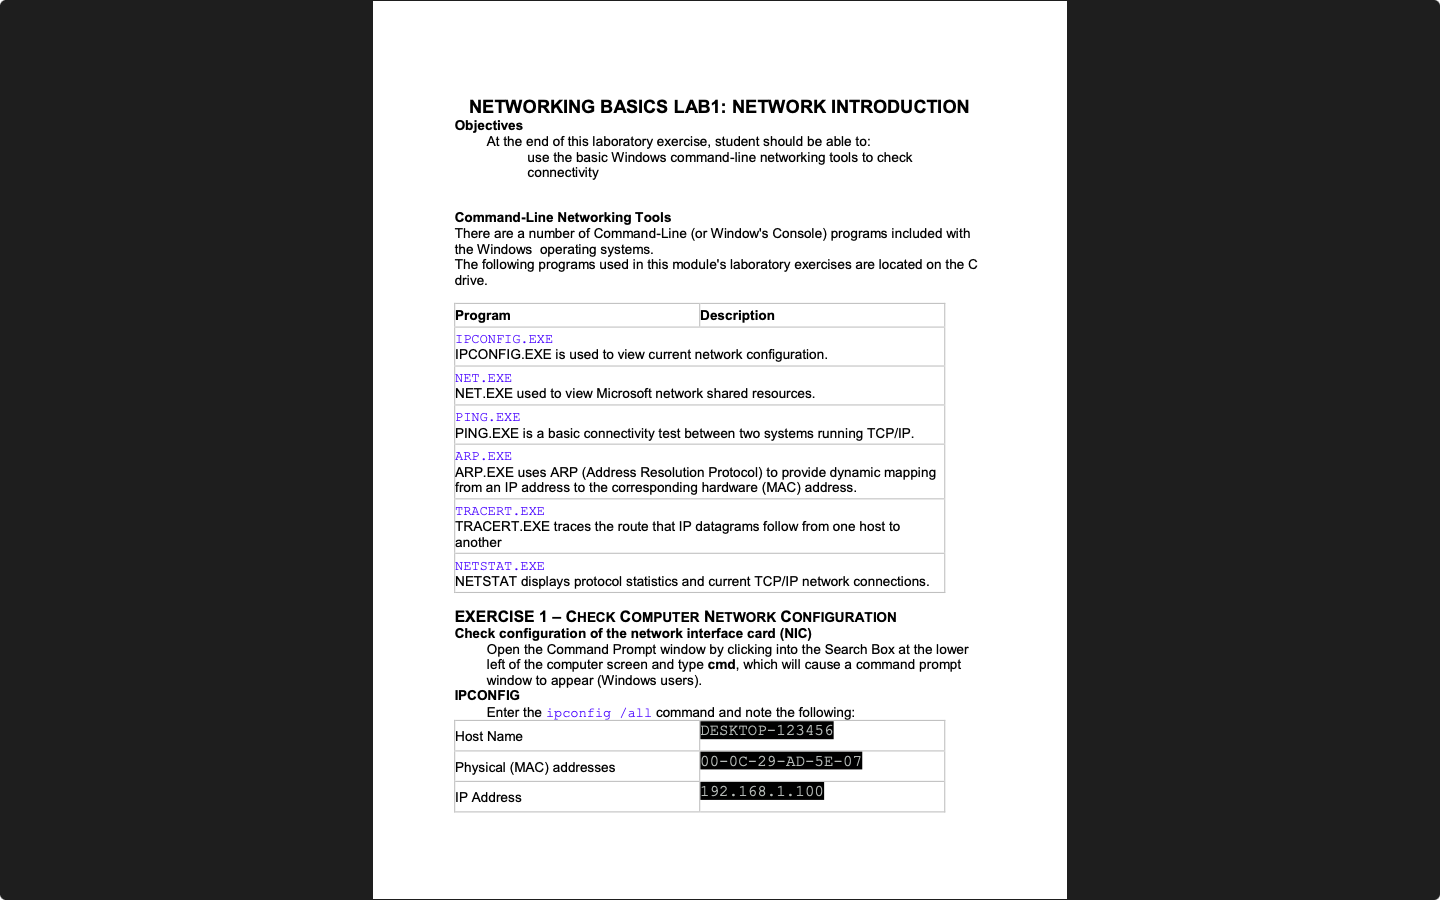 NETWORKING BASICS LAB1: NETWORK INTRODUCTION
Objectives
At the end of this laboratory exercise, student should be able to:
use the basic Windows command-line networking tools to check
connectivity
Command-Line Networking Tools
There are a number of Command-Line (or Window's Console) programs included with
the Windows  operating systems.
The following programs used in this module's laboratory exercises are located on the C
drive.
Program Description
IPCONFIG.EXE
IPCONFIG.EXE is used to view current network configuration.
NET.EXE
NET.EXE used to view Microsoft network shared resources.
PING.EXE
PING.EXE is a basic connectivity test between two systems running TCP/IP.
ARP.EXE
ARP.EXE uses ARP (Address Resolution Protocol) to provide dynamic mapping
from an IP address to the corresponding hardware (MAC) address.
TRACERT.EXE
TRACERT.EXE traces the route that IP datagrams follow from one host to
another
NETSTAT.EXE
NETSTAT displays protocol statistics and current TCP/IP network connections.
EXERCISE 1 – CHECK COMPUTER NETWORK CONFIGURATION
Check configuration of the network interface card (NIC)
Open the Command Prompt window by clicking into the Search Box at the lower
left of the computer screen and type cmd, which will cause a command prompt
window to appear (Windows users).
IPCONFIG
Enter the ipconfig /all command and note the following:
Host Name DESKTOP-123456
Physical (MAC) addresses 00-0C-29-AD-5E-07
IP Address 192.168.1.100